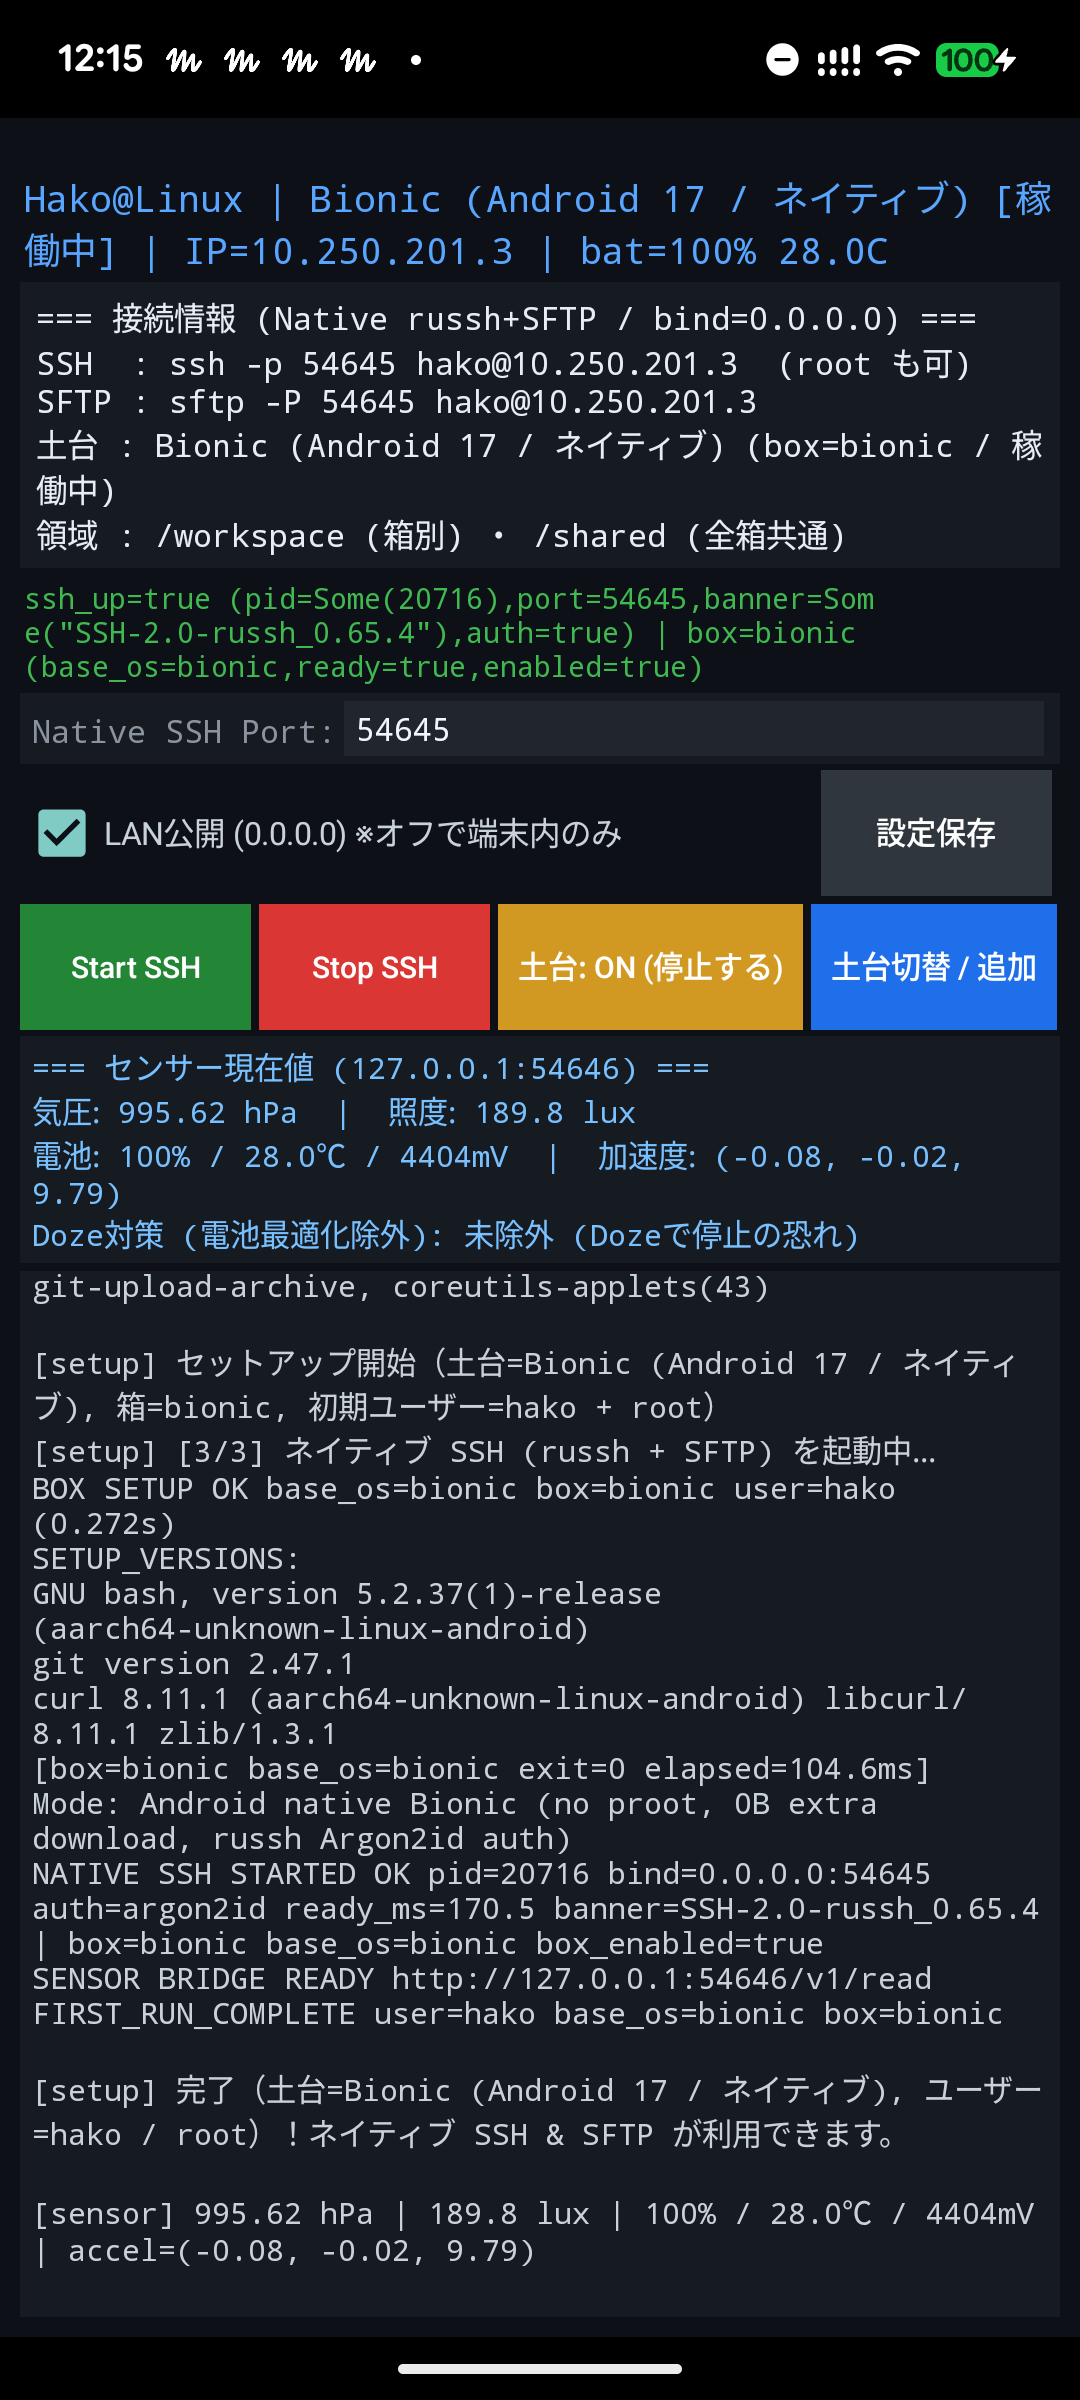 12:15
100
Hako@Linux | Bionic (Android 17 / ネイティブ) [稼
働中] | IP=10.250.201.3 | bat=100% 28.0C
=== 接続情報 (Native russh+SFTP / bind=0.0.0.0) ===
SSH  : ssh -p 54645 hako@10.250.201.3  (root も可)
SFTP : sftp -P 54645 hako@10.250.201.3
土台 : Bionic (Android 17 / ネイティブ) (box=bionic / 稼
働中)
領域 : /workspace (箱別) ・ /shared (全箱共通)
ssh_up=true (pid=Some(20716),port=54645,banner=Som
e("SSH-2.0-russh_0.65.4"),auth=true) | box=bionic
(base_os=bionic,ready=true,enabled=true)
Native SSH Port: 54645
LAN公開 (0.0.0.0) ※オフで端末内のみ
設定保存
Start SSH
Stop SSH
土台: ON (停止する)
土台切替 / 追加
=== センサー現在値 (127.0.0.1:54646) ===
気圧: 995.62 hPa  |  照度: 189.8 lux
電池: 100% / 28.0℃ / 4404mV  |  加速度: (-0.08, -0.02,
9.79)
Doze対策 (電池最適化除外): 未除外 (Dozeで停止の恐れ)
git-upload-archive, coreutils-applets(43)
[setup] セットアップ開始（土台=Bionic (Android 17 / ネイティ
ブ), 箱=bionic, 初期ユーザー=hako + root）
[setup] [3/3] ネイティブ SSH (russh + SFTP) を起動中…
BOX SETUP OK base_os=bionic box=bionic user=hako
(0.272s)
SETUP_VERSIONS:
GNU bash, version 5.2.37(1)-release
(aarch64-unknown-linux-android)
git version 2.47.1
curl 8.11.1 (aarch64-unknown-linux-android) libcurl/
8.11.1 zlib/1.3.1
[box=bionic base_os=bionic exit=0 elapsed=104.6ms]
Mode: Android native Bionic (no proot, 0B extra
download, russh Argon2id auth)
NATIVE SSH STARTED OK pid=20716 bind=0.0.0.0:54645
auth=argon2id ready_ms=170.5 banner=SSH-2.0-russh_0.65.4
| box=bionic base_os=bionic box_enabled=true
SENSOR BRIDGE READY http://127.0.0.1:54646/v1/read
FIRST_RUN_COMPLETE user=hako base_os=bionic box=bionic
[setup] 完了（土台=Bionic (Android 17 / ネイティブ), ユーザー
=hako / root）！ネイティブ SSH & SFTP が利用できます。
[sensor] 995.62 hPa | 189.8 lux | 100% / 28.0℃ / 4404mV
| accel=(-0.08, -0.02, 9.79)